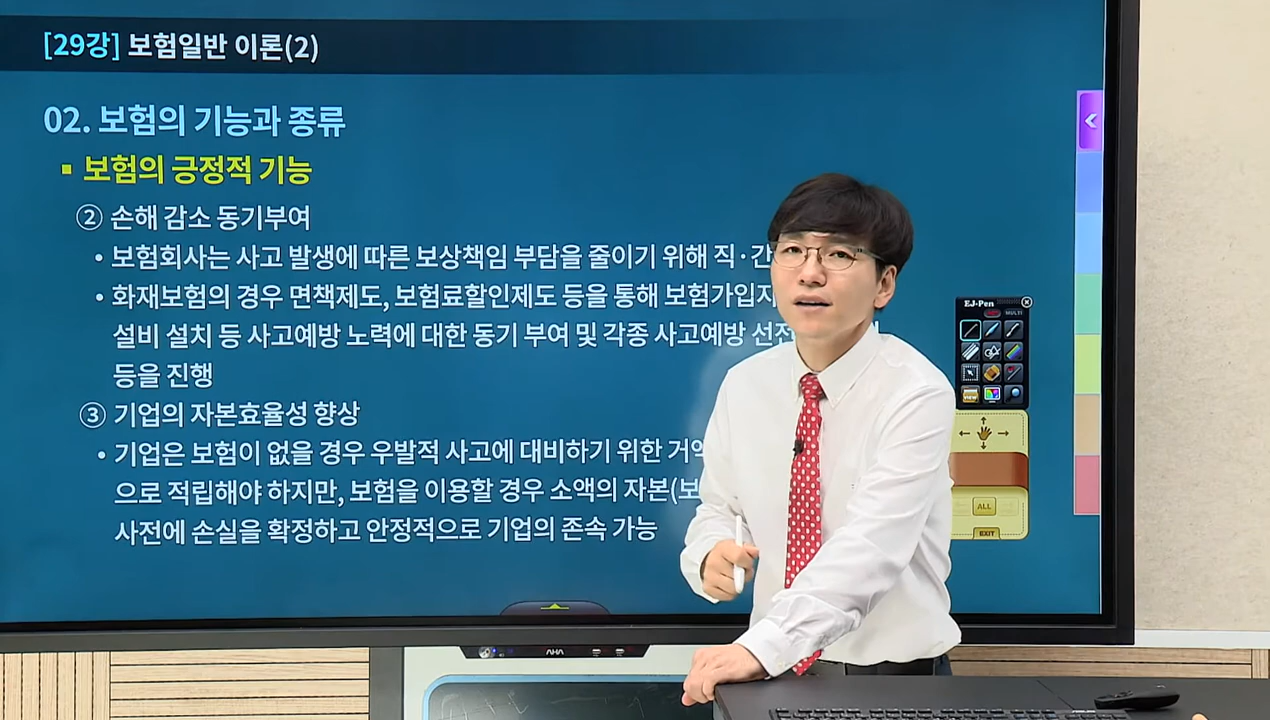 [29강] 보험일반 이론(2)
02. 보험의 기능과 종류
▪ 보험의 긍정적 기능
② 손해 감소 동기부여
• 보험회사는 사고 발생에 따른 보상책임 부담을 줄이기 위해 직·간
• 화재보험의 경우 면책제도, 보험료할인제도 등을 통해 보험가입자
설비 설치 등 사고예방 노력에 대한 동기 부여 및 각종 사고예방 선전
등을 진행
③ 기업의 자본효율성 향상
• 기업은 보험이 없을 경우 우발적 사고에 대비하기 위한 거액
으로 적립해야 하지만, 보험을 이용할 경우 소액의 자본(보
사전에 손실을 확정하고 안정적으로 기업의 존속 가능
EJ-Pen
MULTI
VIEW
ALL
EXIT
AHA